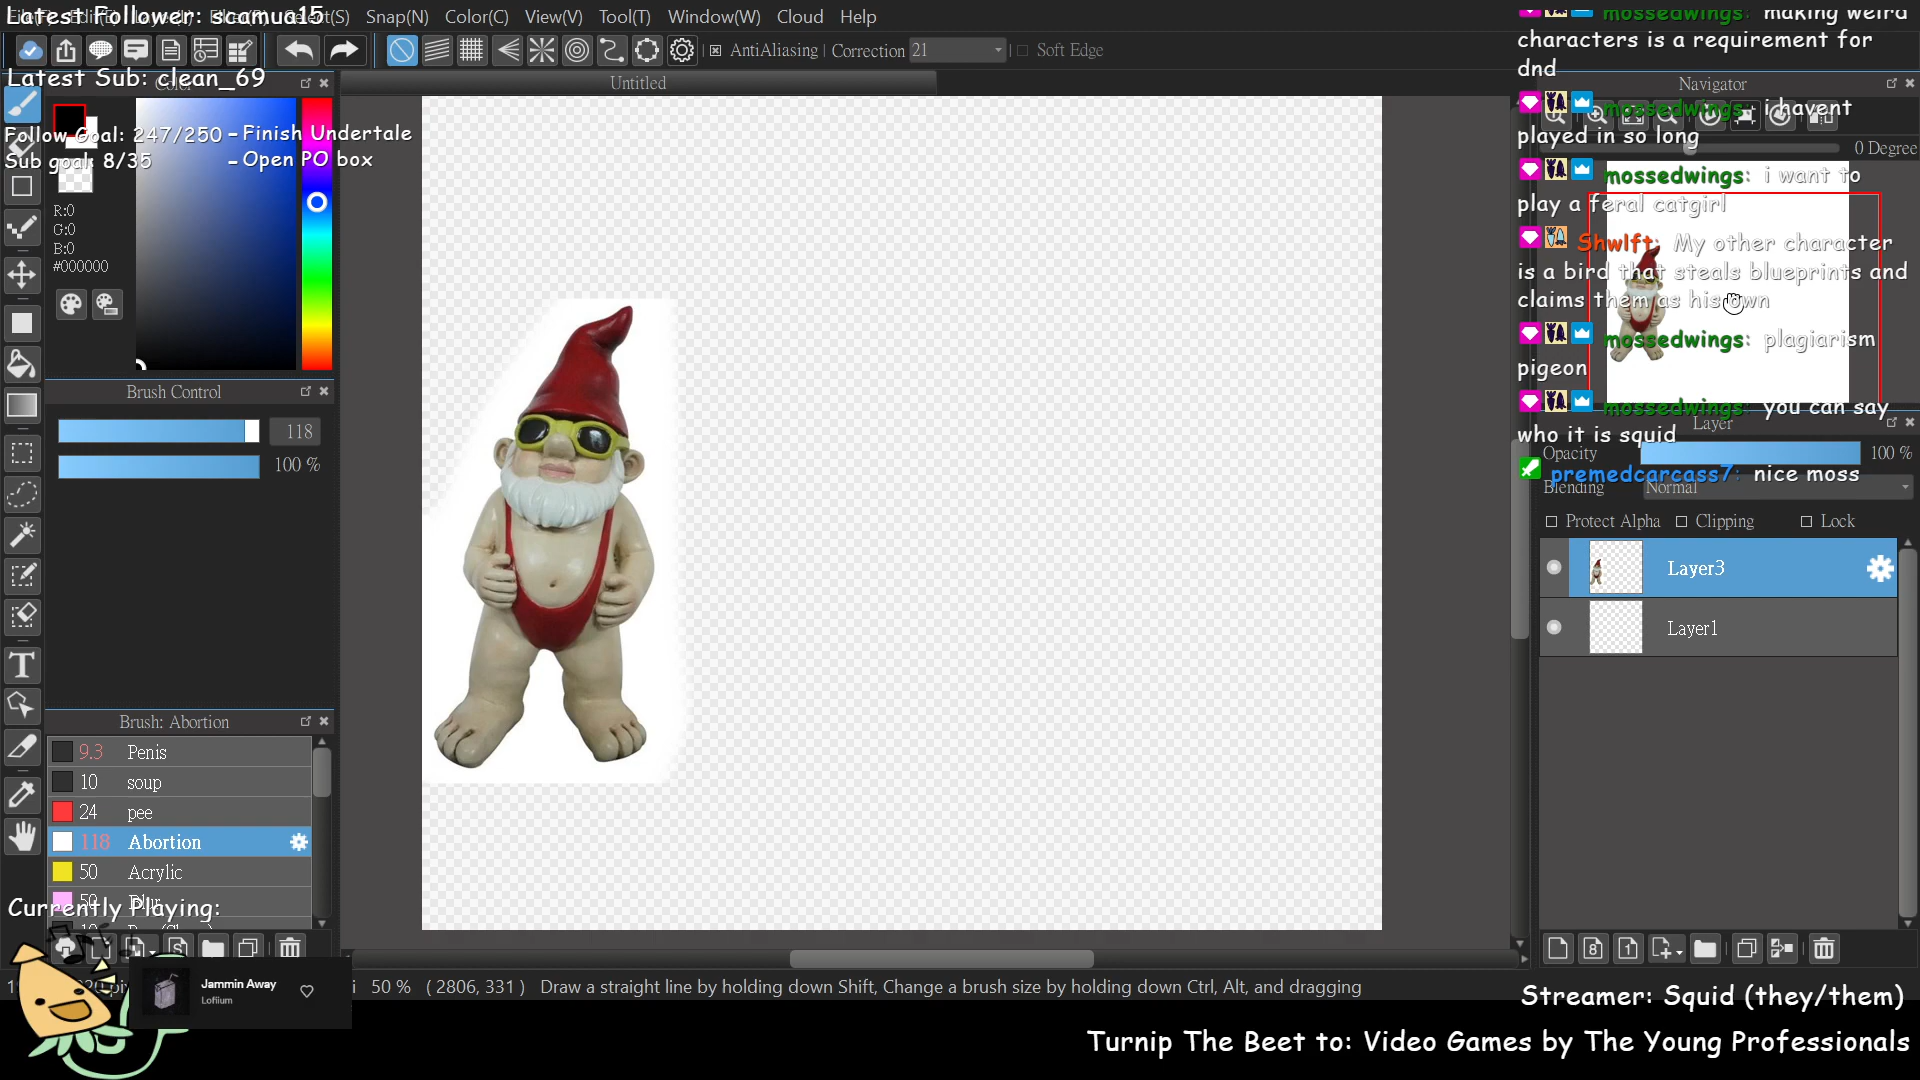 Select(S) Snap(N) Color(C) View(V) Tool(T) Window(W) Cloud Help
Latest Follower: scamua15
AntiAliasing Correction 21 Soft Edge
Latest Sub: clean_69
Color
Untitled
Follow Goal: 247/250 - Finish Undertale
Sub goal: 8/35 - Open PO box
R:0
G:0
B:0
#000000
Brush Control
118
100 %
Brush: Abortion
9.3 Penis
10 soup
24 pee
118 Abortion
50 Acrylic
50 Blur
Currently Playing:
Jammin Away
Lofiium
50 % ( 2806, 331 ) Draw a straight line by holding down Shift, Change a brush size by holding down Ctrl, Alt, and dragging
mossedwings: making weird
characters is a requirement for
dnd
mossedwings: i havent
played in so long
mossedwings: i want to
play a feral catgirl
Shwlft: My other character
is a bird that steals blueprints and
claims them as his own
mossedwings: plagiarism
pigeon
mossedwings: you can say
who it is squid
premedcarcass7: nice moss
Navigator
0 Degree
Layer
Opacity 100 %
Blending Normal
Protect Alpha Clipping Lock
Layer3
Layer1
Streamer: Squid (they/them)
Turnip The Beet to: Video Games by The Young Professionals